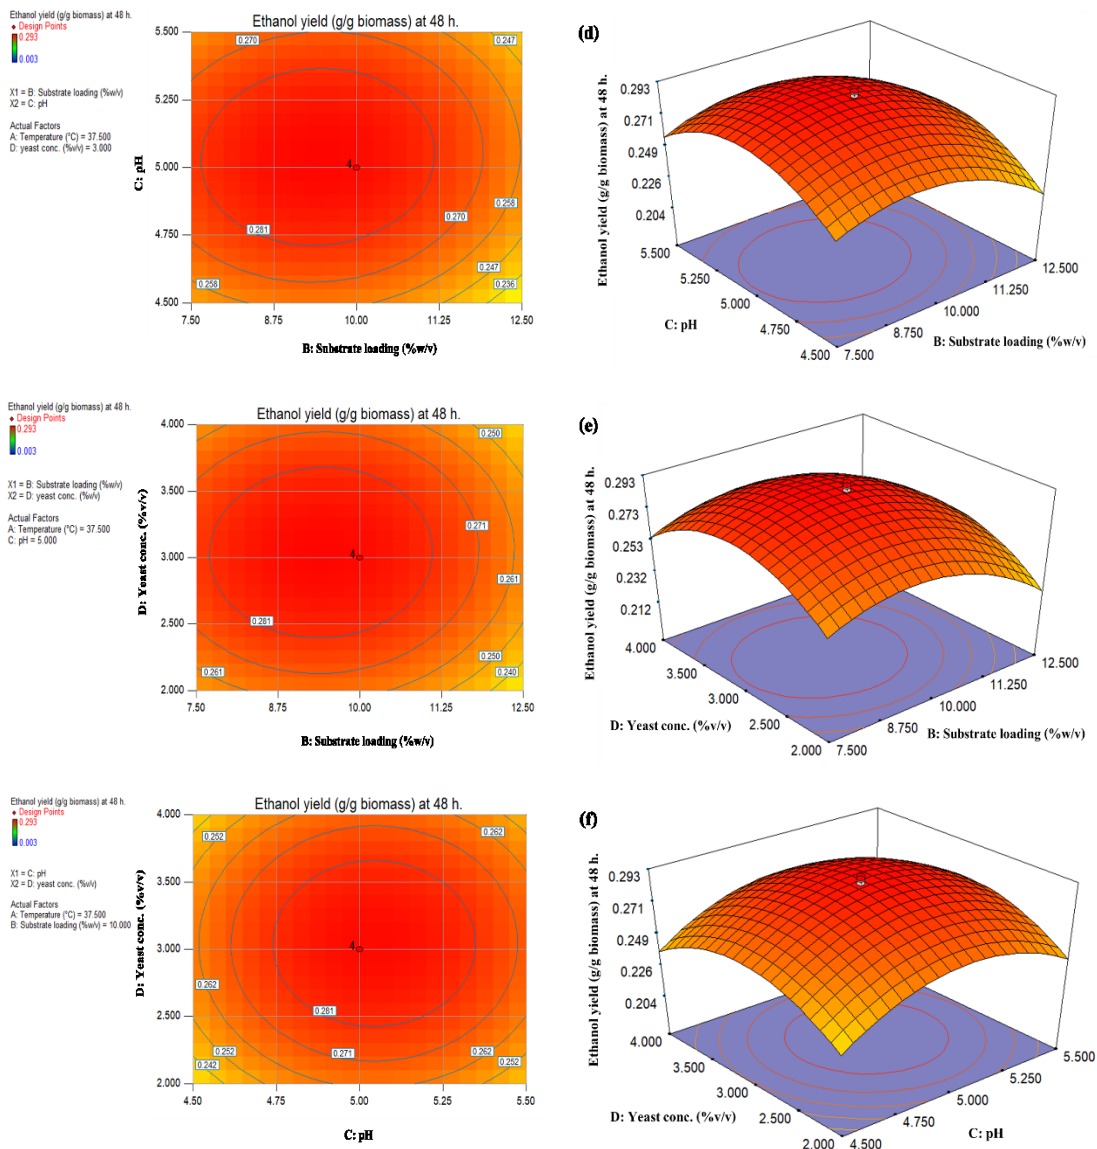 Ethanol yield (g/g biomass) at 48 h.
Design Points
0.293
0.003
X1 = B: Substrate loading (%w/v)
X2 = C: pH
Actual Factors
A: Temperature (°C) = 37.500
D: yeast conc. (%v/v) = 3.000
Ethanol yield (g/g biomass) at 48 h.
5.500
5.250
5.000
4.750
4.500
C: pH
0.270
0.247
4
0.258
0.270
0.281
0.247
0.258
0.236
7.50
8.75
10.00
11.25
12.50
B: Substrate loading (%w/v)
(d)
Ethanol yield (g/g biomass) at 48 h.
0.293
0.271
0.249
0.226
0.204
5.500
5.250
5.000
4.750
4.500
C: pH
7.500
8.750
10.000
11.250
12.500
B: Substrate loading (%w/v)
Ethanol yield (g/g biomass) at 48 h.
Design Points
0.293
0.003
X1 = B: Substrate loading (%w/v)
X2 = D: yeast conc. (%v/v)
Actual Factors
A: Temperature (°C) = 37.500
C: pH = 5.000
Ethanol yield (g/g biomass) at 48 h.
4.000
3.500
3.000
2.500
2.000
D: Yeast conc. (%v/v)
0.250
0.271
4
0.261
0.281
0.250
0.261
0.240
7.50
8.75
10.00
11.25
12.50
B: Substrate loading (%w/v)
(e)
Ethanol yield (g/g biomass) at 48 h.
0.293
0.273
0.253
0.232
0.212
4.000
3.500
3.000
2.500
2.000
D: Yeast conc. (%v/v)
7.500
8.750
10.000
11.250
12.500
B: Substrate loading (%w/v)
Ethanol yield (g/g biomass) at 48 h.
Design Points
0.293
0.003
X1 = C: pH
X2 = D: yeast conc. (%v/v)
Actual Factors
A: Temperature (°C) = 37.500
B: Substrate loading (%w/v) = 10.000
Ethanol yield (g/g biomass) at 48 h.
4.000
3.500
3.000
2.500
2.000
D: Yeast conc. (%v/v)
0.252
0.262
4
0.262
0.281
0.252
0.271
0.262
0.242
0.252
4.50
4.75
5.00
5.25
5.50
C: pH
(f)
Ethanol yield (g/g biomass) at 48 h.
0.293
0.271
0.249
0.226
0.204
4.000
3.500
3.000
2.500
2.000
D: Yeast conc. (%v/v)
4.500
4.750
5.000
5.250
5.500
C: pH